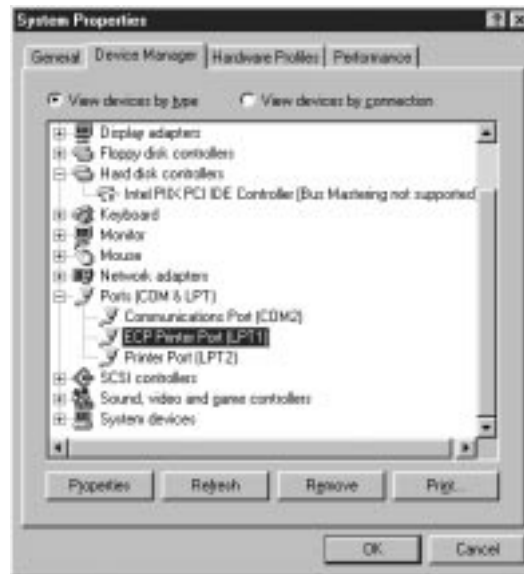 System Properties
General Device Manager Hardware Profiles Performance
View devices by type View devices by connection
Display adapters
Floppy disk controllers
Hard disk controllers
Intel PIIX PCI IDE Controller (Bus Mastering not supported
Keyboard
Monitor
Mouse
Network adapters
Ports (COM & LPT)
Communications Port (COM2)
ECP Printer Port (LPT1)
Printer Port (LPT2)
SCSI controllers
Sound, video and game controllers
System devices
Properties Refresh Remove Print...
OK Cancel